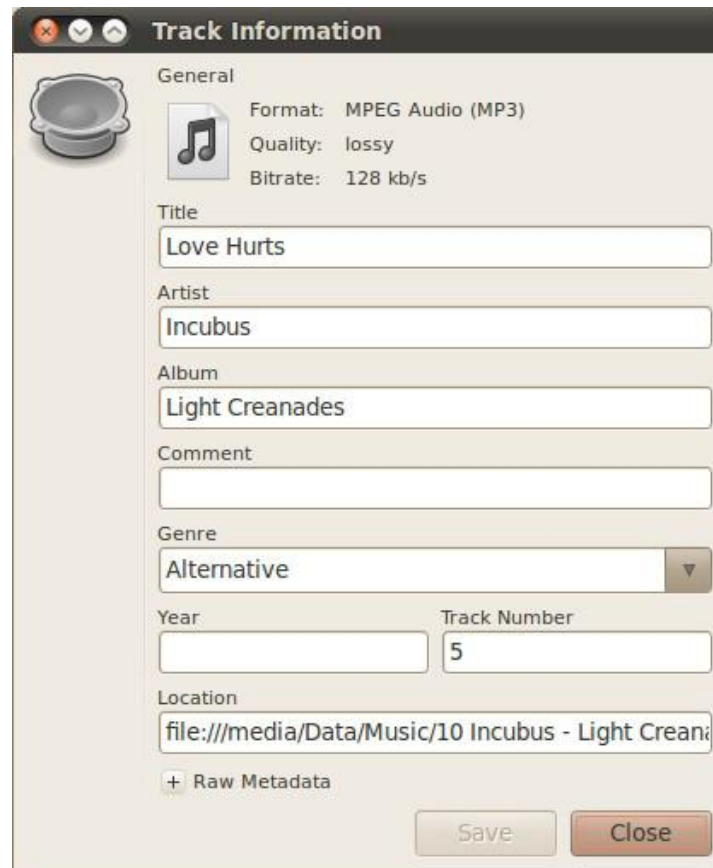 Track Information
General
Format: MPEG Audio (MP3)
Quality: lossy
Bitrate: 128 kb/s
Title
Love Hurts
Artist
Incubus
Album
Light Creanades
Comment
Genre
Alternative
Year Track Number
5
Location
file:///media/Data/Music/10 Incubus - Light Creana
+ Raw Metadata
Save Close